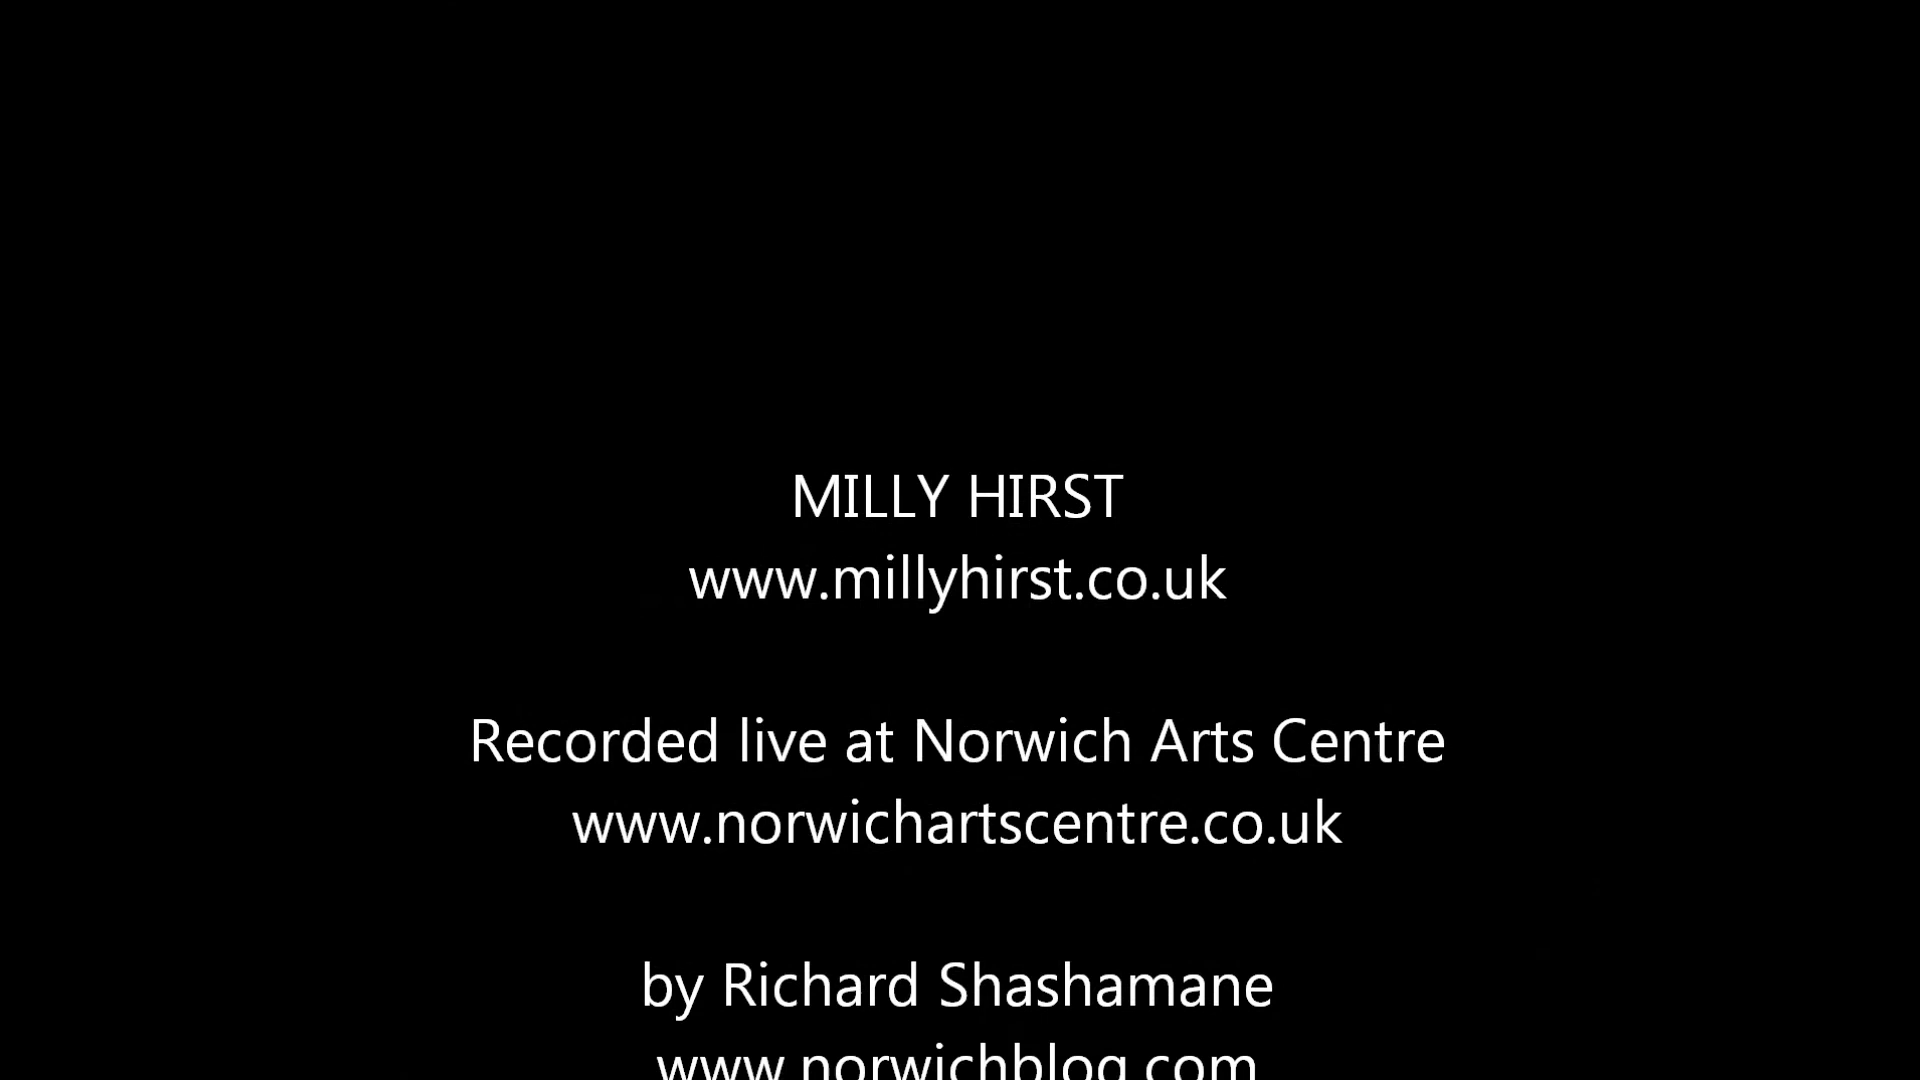 MILLY HIRST
www.millyhirst.co.uk
Recorded live at Norwich Arts Centre
www.norwichartscentre.co.uk
by Richard Shashamane
www.norwichblog.com